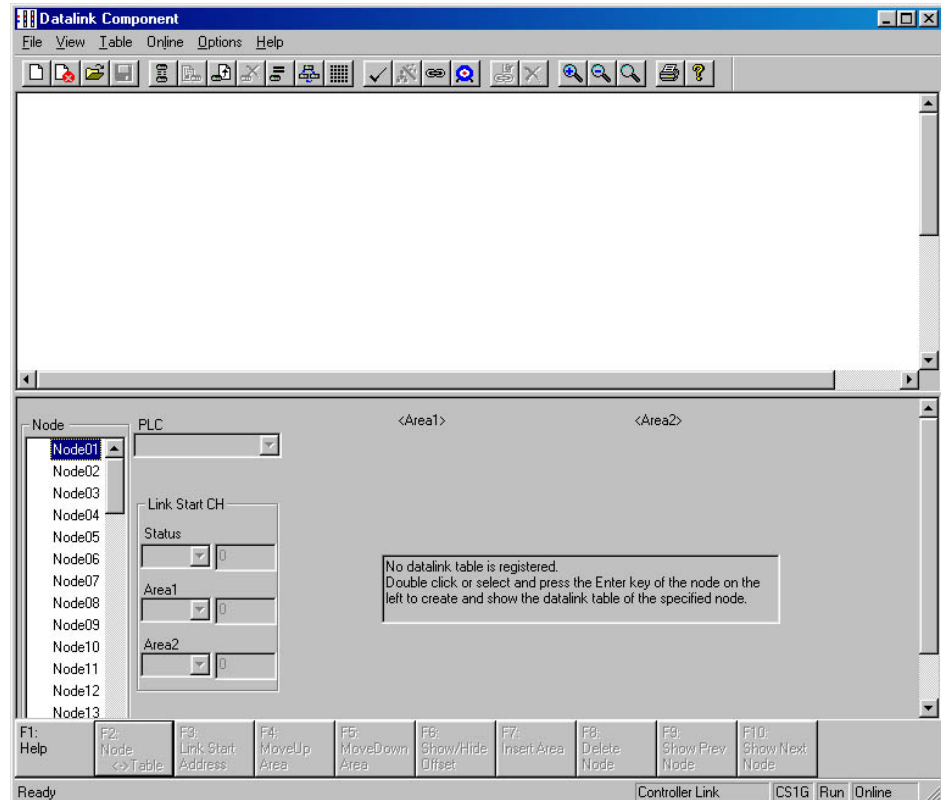 Datalink Component
File View Table Online Options Help
<Area1> <Area2>
Node
PLC
Node01
Node02
Node03
Node04
Node05
Node06
Node07
Node08
Node09
Node10
Node11
Node12
Node13
Link Start CH
Status
0
Area1
0
Area2
0
No datalink table is registered.
Double click or select and press the Enter key of the node on the
left to create and show the datalink table of the specified node.
F1:
Help
F2:
Node
<->Table
F3:
Link Start
Address
F4:
MoveUp
Area
F5:
MoveDown
Area
F6:
Show/Hide
Offset
F7:
Insert Area
F8:
Delete
Node
F9:
Show Prev
Node
F10:
Show Next
Node
Ready Controller Link CS1G Run Online